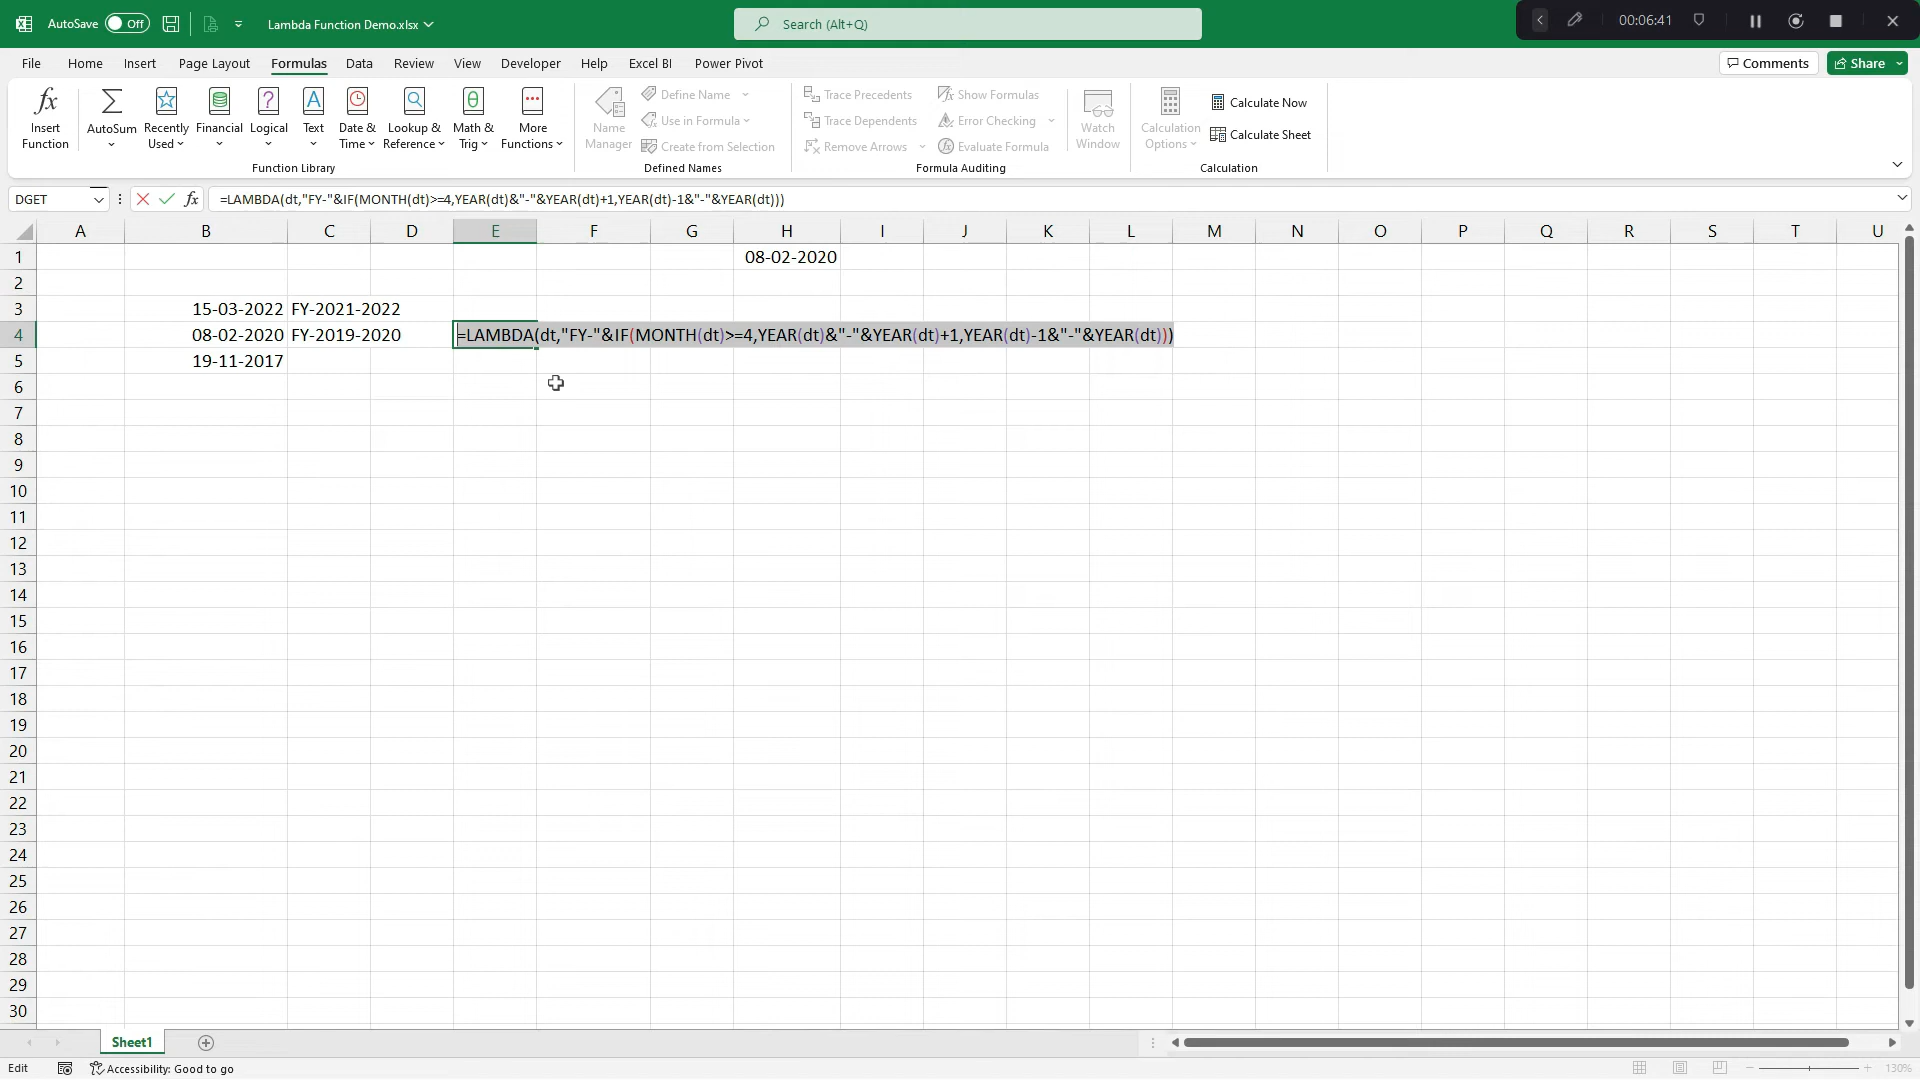 AutoSave Off Lambda Function Demo.xlsx Search (Alt+Q) 00:06:41
File Home Insert Page Layout Formulas Data Review View Developer Help Excel BI Power Pivot Comments Share
Insert Function
AutoSum
Recently Used
Financial
Logical
Text
Date & Time
Lookup & Reference
Math & Trig
More Functions
Function Library
Name Manager
Define Name
Use in Formula
Create from Selection
Defined Names
Trace Precedents
Trace Dependents
Remove Arrows
Show Formulas
Error Checking
Evaluate Formula
Formula Auditing
Watch Window
Calculation Options
Calculate Now
Calculate Sheet
Calculation
DGET fx =LAMBDA(dt,"FY-"&IF(MONTH(dt)>=4,YEAR(dt)&"-"&YEAR(dt)+1,YEAR(dt)-1&"-"&YEAR(dt)))
A B C D E F G H I J K L M N O P Q R S T U
1 08-02-2020
2
3 15-03-2022 FY-2021-2022
4 08-02-2020 FY-2019-2020 =LAMBDA(dt,"FY-"&IF(MONTH(dt)>=4,YEAR(dt)&"-"&YEAR(dt)+1,YEAR(dt)-1&"-"&YEAR(dt)))
5 19-11-2017
6
7
8
9
10
11
12
13
14
15
16
17
18
19
20
21
22
23
24
25
26
27
28
29
30
Sheet1
Edit Accessibility: Good to go 130%